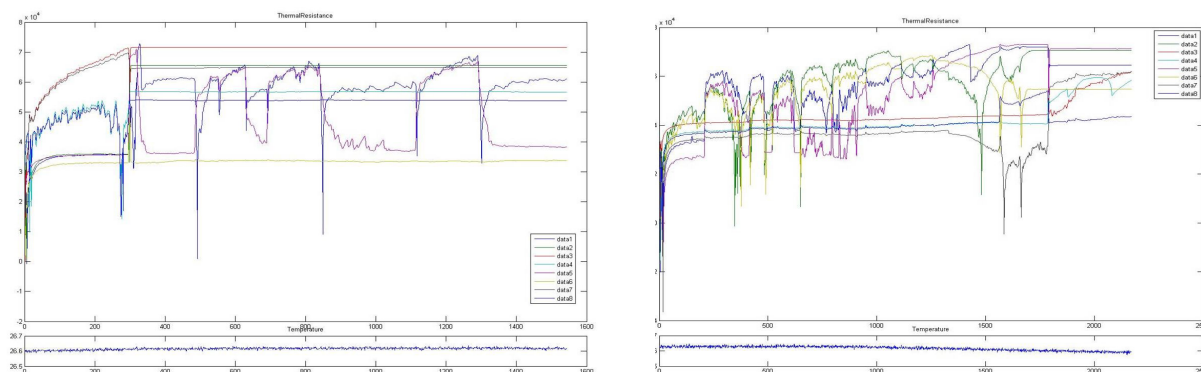 ThermalResistance
x 10^4
8
7
6
5
4
3
2
1
0
-1
-2
0 200 400 600 800 1000 1200 1400 1600
data1
data2
data3
data4
data5
data6
data7
data8
Temperature
26.7
26.6
26.5
0 200 400 600 800 1000 1200 1400 1600
ThermalResistance
0 500 1000 1500 2000
data1
data2
data3
data4
data5
data6
data7
data8
Temperature
0 500 1000 1500 2000